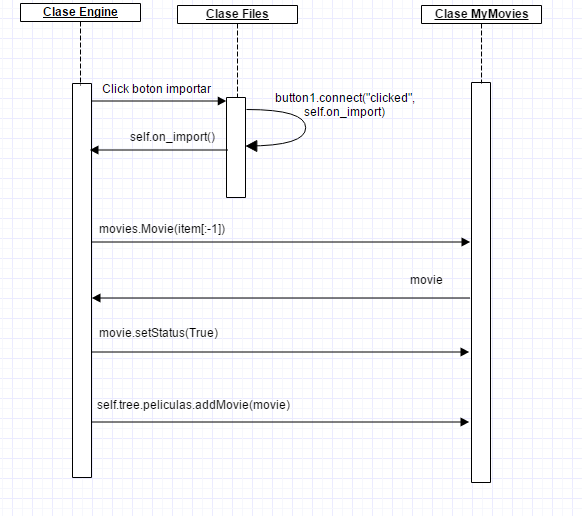 Clase Engine
Clase Files
Clase MyMovies
Click boton importar
button1.connect("clicked",
self.on_import)
self.on_import()
movies.Movie(item[:-1])
movie
movie.setStatus(True)
self.tree.peliculas.addMovie(movie)